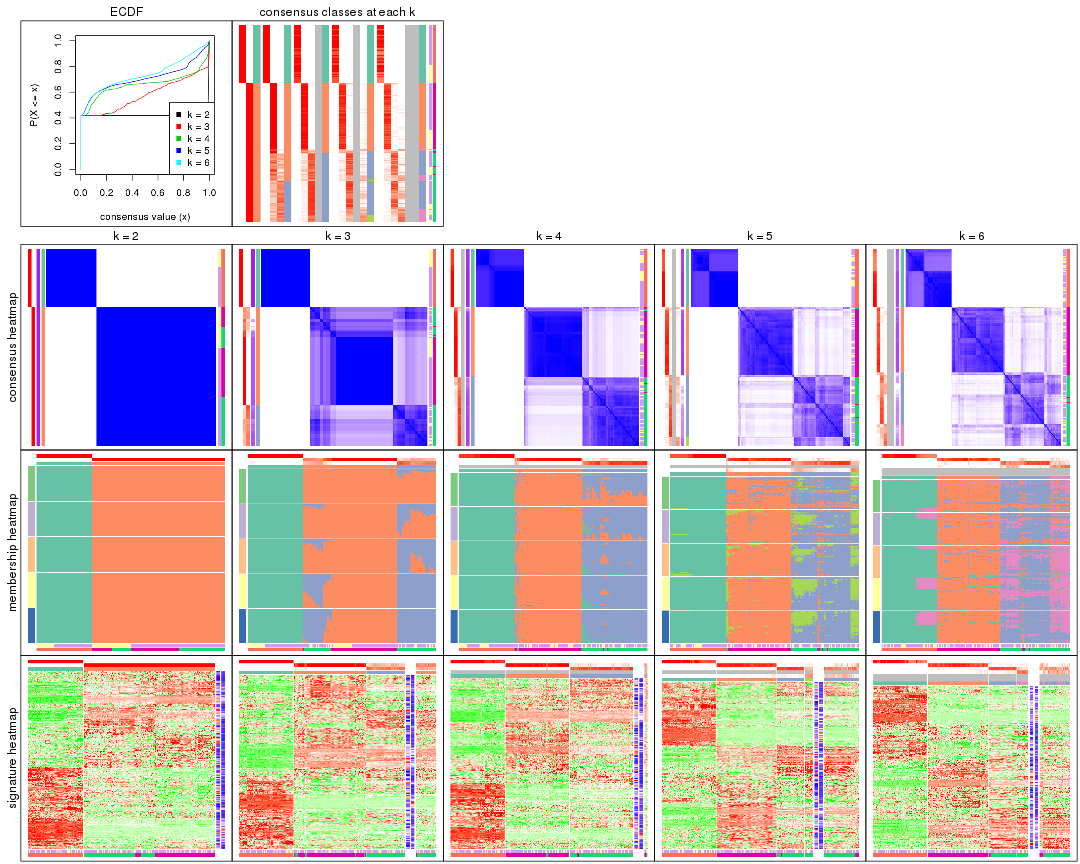 ECDF
consensus classes at each k
P(X <= x)
0.0 0.2 0.4 0.6 0.8 1.0
k = 2
k = 3
k = 4
k = 5
k = 6
0.0 0.2 0.4 0.6 0.8 1.0
consensus value (x)
k = 2
k = 3
k = 4
k = 5
k = 6
consensus heatmap
membership heatmap
signature heatmap